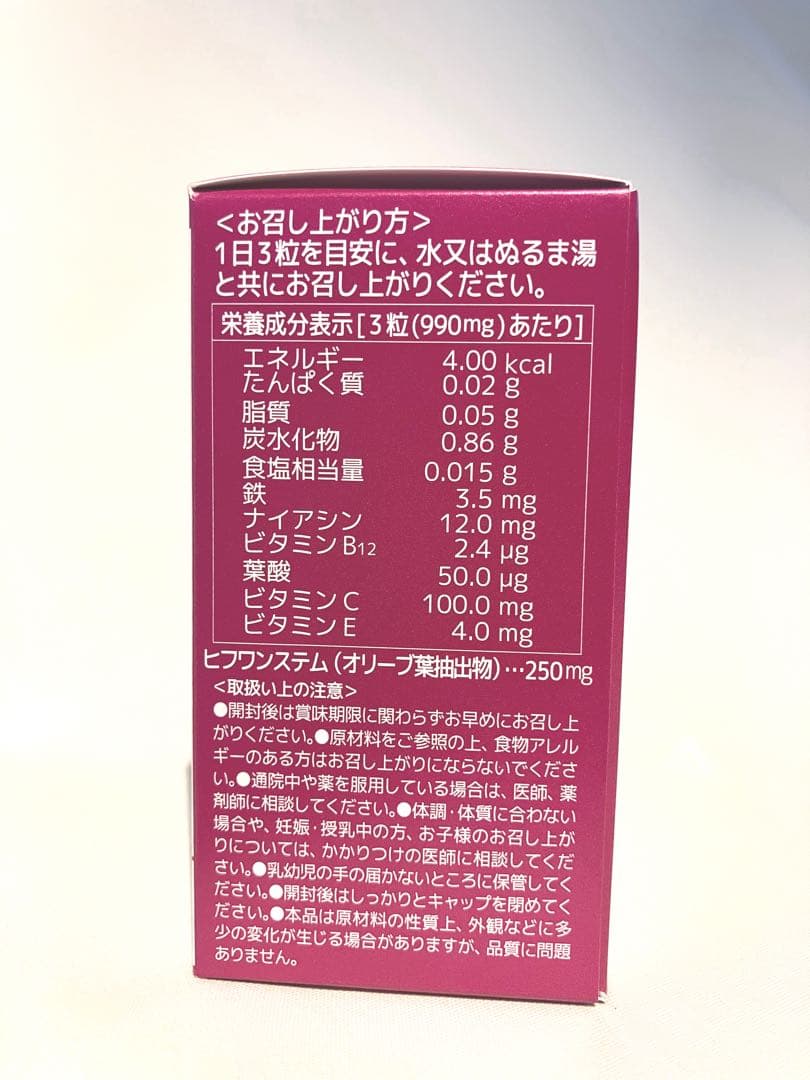 <お召し上がり方>
1日3粒を目安に、水又はぬるま湯
と共にお召し上がりください。
栄養成分表示[3粒(990mg)あたり]
エネルギー 4.00 kcal
たんぱく質 0.02 g
脂質 0.05 g
炭水化物 0.86 g
食塩相当量 0.015 g
鉄 3.5 mg
ナイアシン 12.0 mg
ビタミンB12 2.4 μg
葉酸 50.0 μg
ビタミンC 100.0 mg
ビタミンE 4.0 mg
ヒフワンステム(オリーブ葉抽出物)…250mg
<取扱い上の注意>
●開封後は賞味期限に関わらずお早めにお召し上
がりください。●原材料をご参照の上、食物アレル
ギーのある方はお召し上がりにならないでくださ
い。●通院中や薬を服用している場合は、医師、薬
剤師に相談してください。●体調・体質に合わない
場合や、妊娠・授乳中の方、お子様のお召し上が
りについては、かかりつけの医師に相談してくだ
さい。●乳幼児の手の届かないところに保管してく
ださい。●開封後はしっかりとキャップを閉めてく
ださい。●本品は原材料の性質上、外観などに多
少の変化が生じる場合がありますが、品質に問題
ありません。